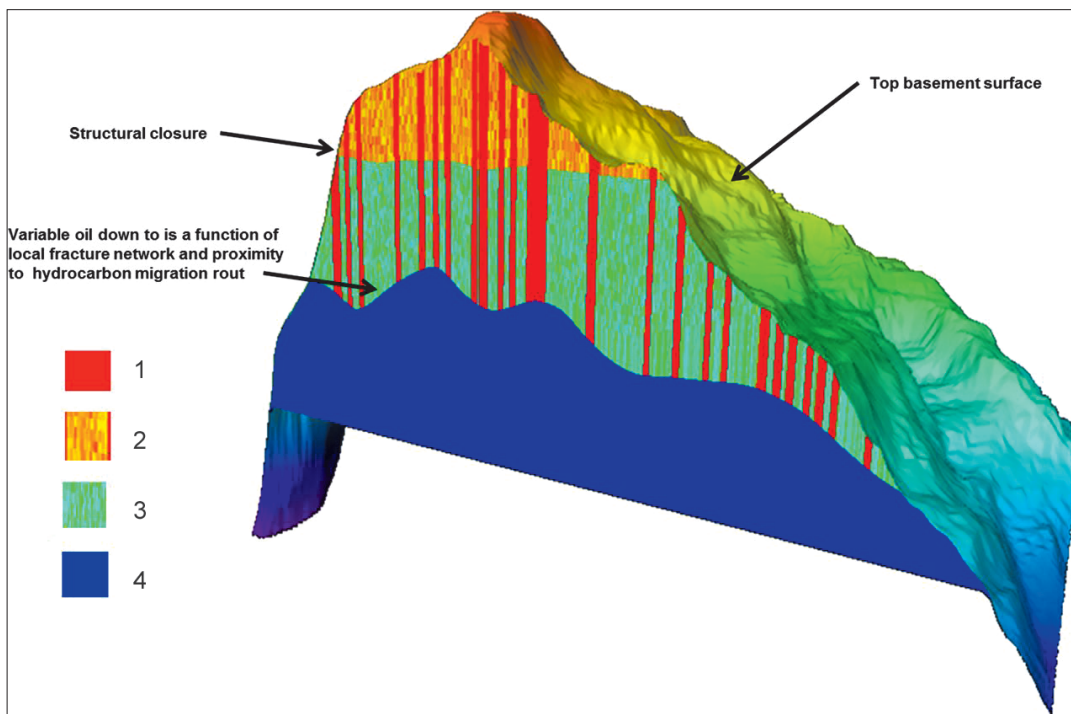 Top basement surface
Structural closure
Variable oil down to is a function of
local fracture network and proximity
to hydrocarbon migration rout
1
2
3
4